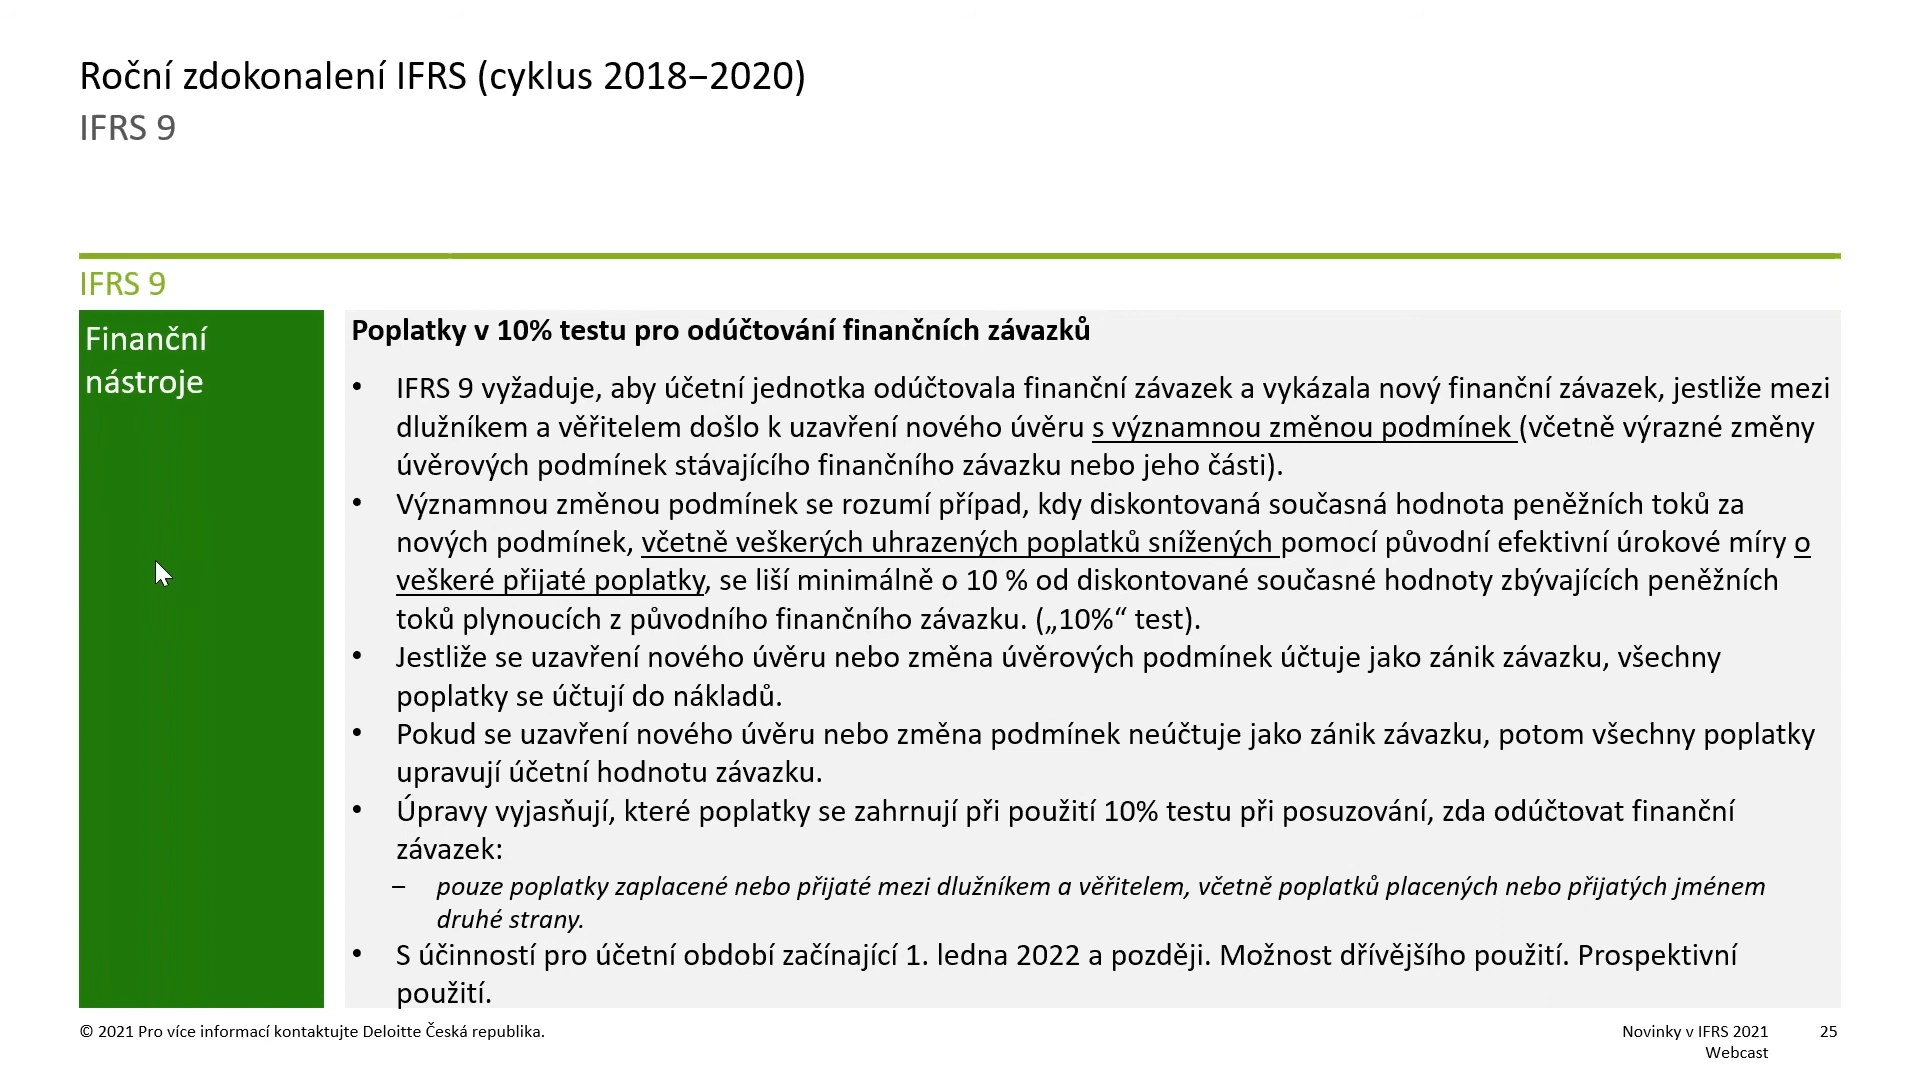 Roční zdokonalení IFRS (cyklus 2018–2020)
IFRS 9
IFRS 9
Finanční
nástroje
Poplatky v 10% testu pro odúčtování finančních závazků
• IFRS 9 vyžaduje, aby účetní jednotka odúčtovala finanční závazek a vykázala nový finanční závazek, jestliže mezi
dlužníkem a věřitelem došlo k uzavření nového úvěru s významnou změnou podmínek (včetně výrazné změny
úvěrových podmínek stávajícího finančního závazku nebo jeho části).
• Významnou změnou podmínek se rozumí případ, kdy diskontovaná současná hodnota peněžních toků za
nových podmínek, včetně veškerých uhrazených poplatků snížených pomocí původní efektivní úrokové míry o
veškeré přijaté poplatky, se liší minimálně o 10 % od diskontované současné hodnoty zbývajících peněžních
toků plynoucích z původního finančního závazku. („10%“ test).
• Jestliže se uzavření nového úvěru nebo změna úvěrových podmínek účtuje jako zánik závazku, všechny
poplatky se účtují do nákladů.
• Pokud se uzavření nového úvěru nebo změna podmínek neúčtuje jako zánik závazku, potom všechny poplatky
upravují účetní hodnotu závazku.
• Úpravy vyjasňují, které poplatky se zahrnují při použití 10% testu při posuzování, zda odúčtovat finanční
závazek:
– pouze poplatky zaplacené nebo přijaté mezi dlužníkem a věřitelem, včetně poplatků placených nebo přijatých jménem
druhé strany.
• S účinností pro účetní období začínající 1. ledna 2022 a později. Možnost dřívějšího použití. Prospektivní
použití.
© 2021 Pro více informací kontaktujte Deloitte Česká republika.
Novinky v IFRS 2021
Webcast
25